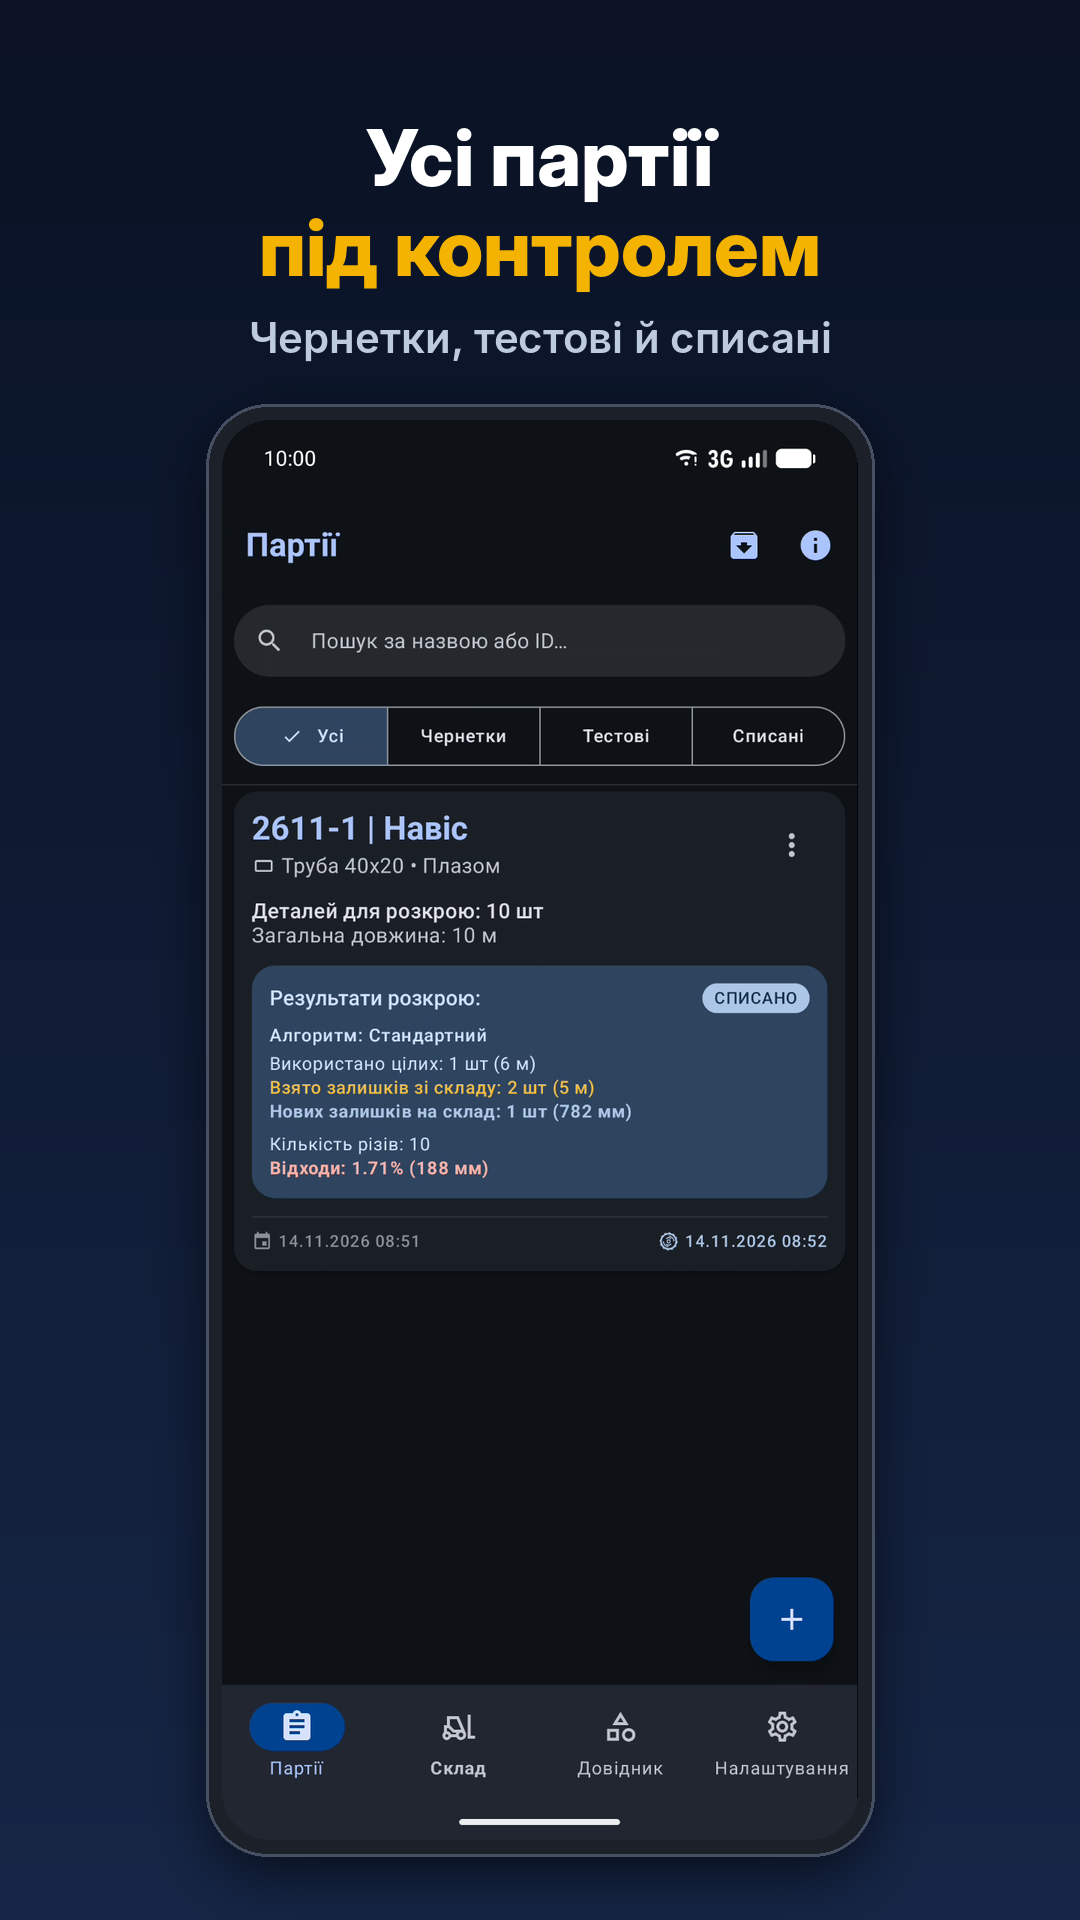 Усі партії
під контролем
Чернетки, тестові й списані
10:00
3G
Партії
Пошук за назвою або ID...
Усі
Чернетки
Тестові
Списані
2611-1 | Навіс
Труба 40x20 • Плазом
Деталей для розкрою: 10 шт
Загальна довжина: 10 м
Результати розкрою:
СПИСАНО
Алгоритм: Стандартний
Використано цілих: 1 шт (6 м)
Взято залишків зі складу: 2 шт (5 м)
Нових залишків на склад: 1 шт (782 мм)
Кількість різів: 10
Відходи: 1.71% (188 мм)
14.11.2026 08:51
14.11.2026 08:52
Партії
Склад
Довідник
Налаштування